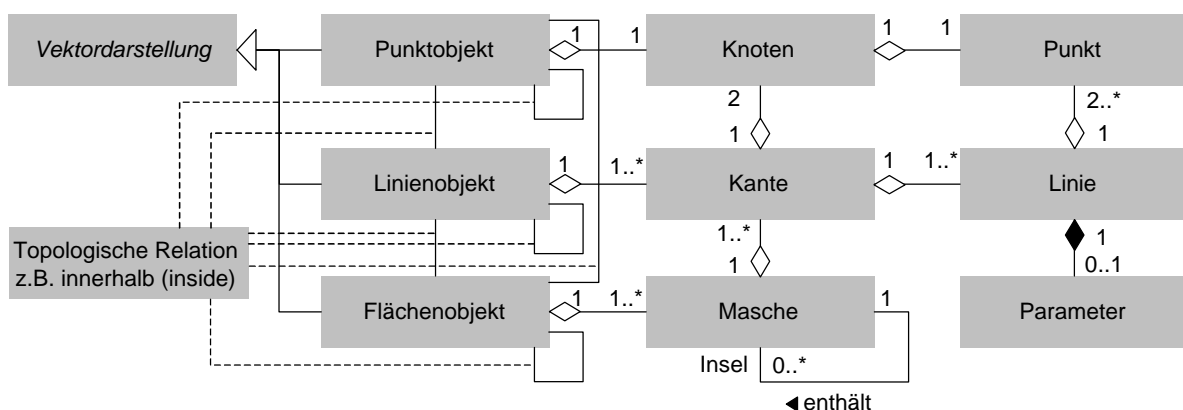 Vektordarstellung
Punktobjekt
1
1
Knoten
1
1
Punkt
2
2..*
1
1
Linienobjekt
1
1..*
Kante
1
1..*
Linie
Topologische Relation
z.B. innerhalb (inside)
1..*
1
1
0..1
Flächenobjekt
1
1..*
Masche
1
Parameter
Insel
0..*
◄ enthält